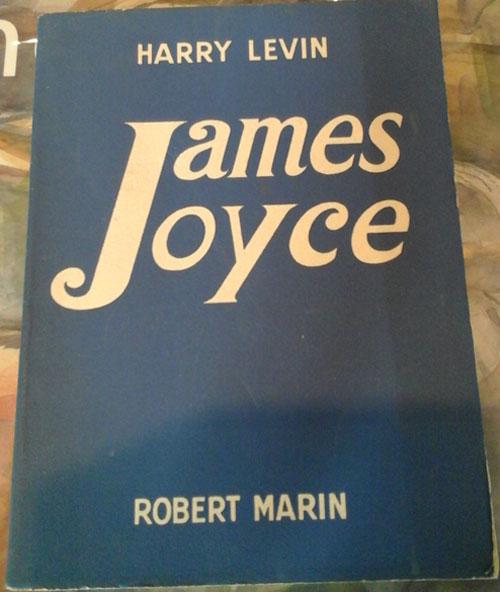 HARRY LEVIN
James
Joyce
ROBERT MARIN